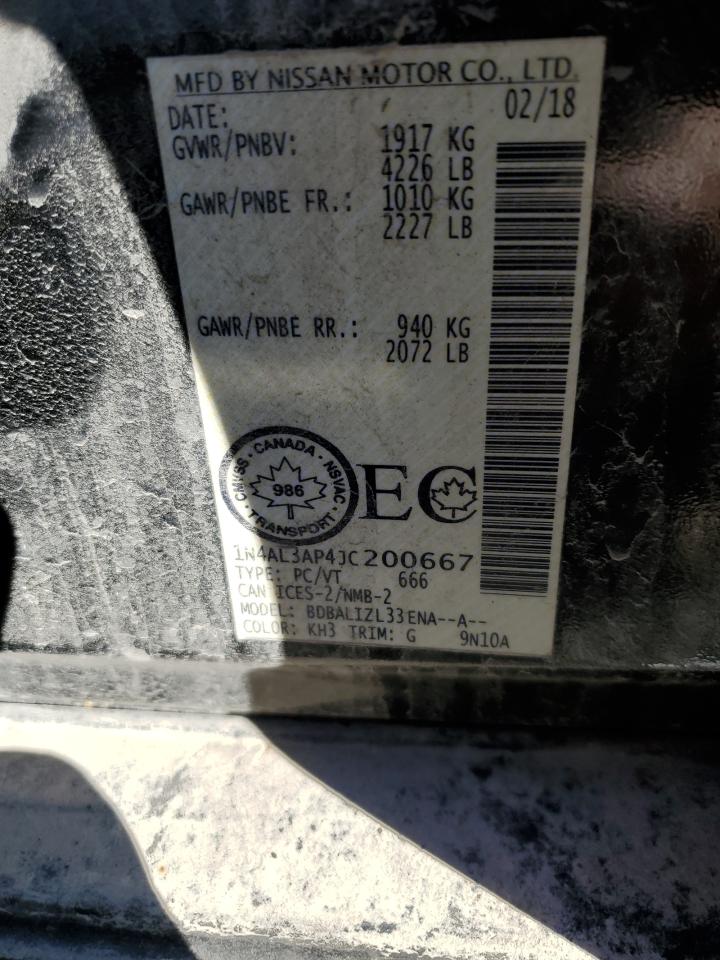 MFD BY NISSAN MOTOR CO., LTD.
DATE: 02/18
GVWR/PNBV: 1917 KG
4226 LB
GAWR/PNBE FR.: 1010 KG
2227 LB
GAWR/PNBE RR.: 940 KG
2072 LB
CMVSS · CANADA · NSVAC · TRANSPORT ·
986
EC
1N4AL3AP4JC200667
TYPE: PC/VT 666
CAN ICES-2/NMB-2
MODEL: BDBALIZL33ENA--A--
COLOR: KH3 TRIM: G 9N10A